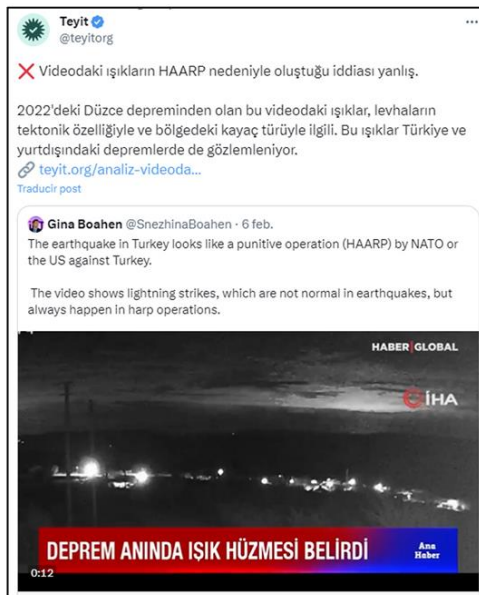 Teyit
@teyitorg
❌ Videodaki ışıkların HAARP nedeniyle oluştuğu iddiası yanlış.
2022'deki Düzce depreminden olan bu videodaki ışıklar, levhaların
tektonik özelliğiyle ve bölgedeki kayaç türüyle ilgili. Bu ışıklar Türkiye ve
yurtdışındaki depremlerde de gözlemleniyor.
🔗 teyit.org/analiz-videoda...
Traducir post
Gina Boahen @SnezhinaBoahen · 6 feb.
The earthquake in Turkey looks like a punitive operation (HAARP) by NATO or
the US against Turkey.
The video shows lightning strikes, which are not normal in earthquakes, but
always happen in harp operations.
HABER GLOBAL
İHA
DEPREM ANINDA IŞIK HÜZMESİ BELİRDİ
Ana
Haber
0:12